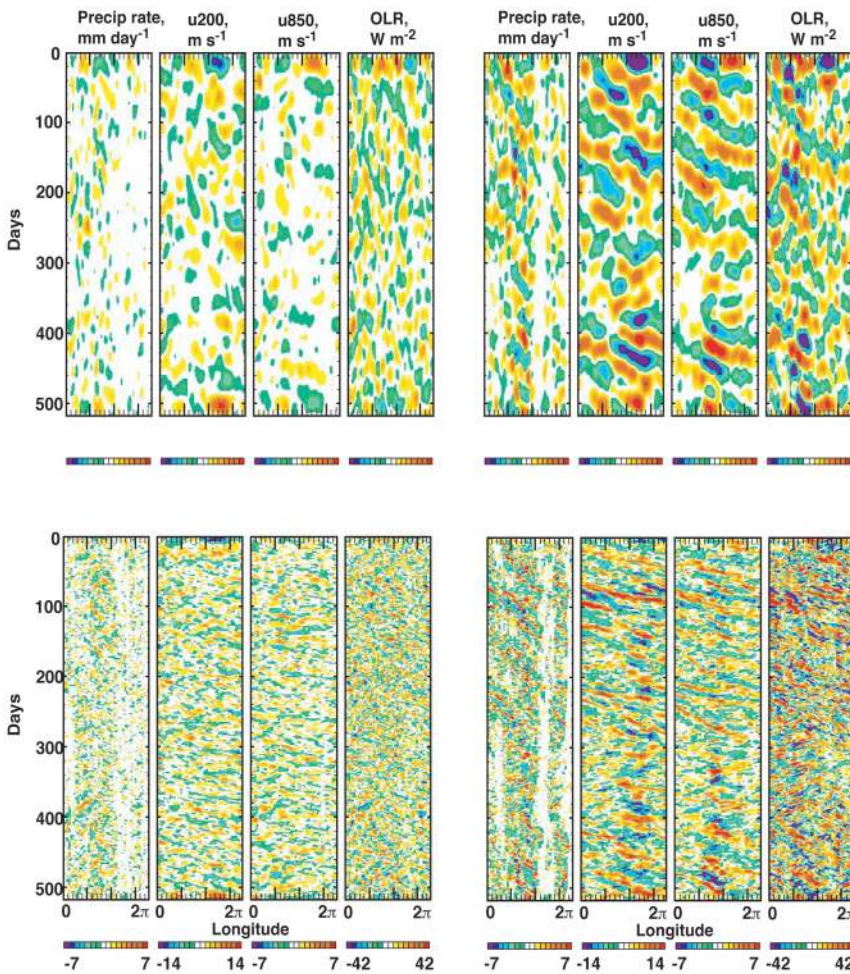 Precip rate, u200, u850, OLR, Precip rate, u200, u850, OLR,
mm day⁻¹ m s⁻¹ m s⁻¹ W m⁻² mm day⁻¹ m s⁻¹ m s⁻¹ W m⁻²
0
100
200
300
400
500
Days
0
100
200
300
400
500
Days
0 2π 0 2π 0 2π 0 2π 0 2π 0 2π 0 2π 0 2π
Longitude Longitude
-7 7 -14 14 -7 7 -42 42 -7 7 -14 14 -7 7 -42 42